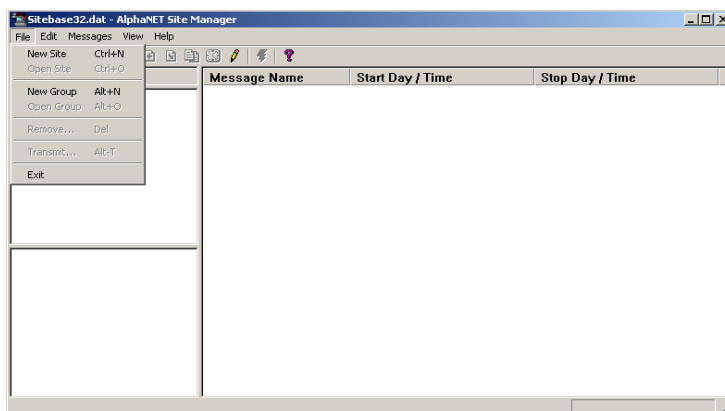 Sitebase32.dat - AlphaNET Site Manager
File Edit Messages View Help
New Site Ctrl+N
Open Site Ctrl+O
New Group Alt+N
Open Group Alt+O
Remove... Del
Transmit... Alt-T
Exit
Message Name Start Day / Time Stop Day / Time